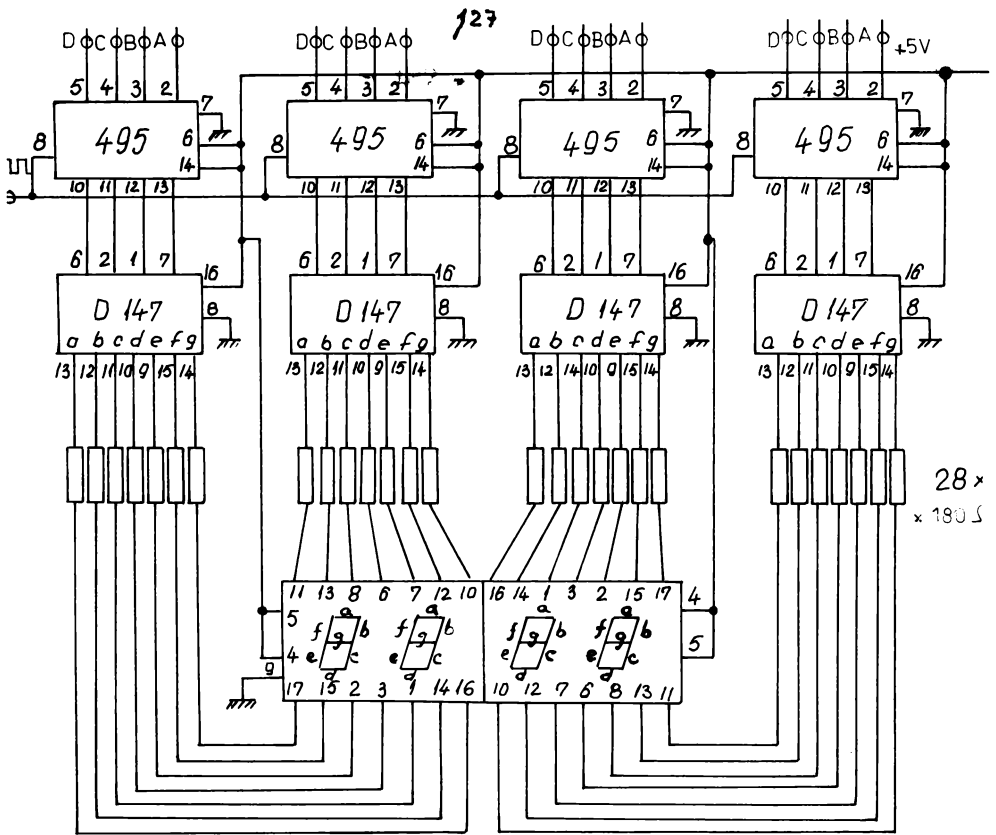 127
D C B A D C B A D C B A D C B A +5V
5 4 3 2 7 5 4 3 2 7 5 4 3 2 7 5 4 3 2 7
8 495 6 8 495 6 8 495 6 8 495 6
14 14 14 14
10 11 12 13 10 11 12 13 10 11 12 13 10 11 12 13
6 2 1 7 16 6 2 1 7 16 6 2 1 7 16 6 2 1 7 16
D 147 8 D 147 8 D 147 8 D 147 8
a b c d e f g a b c d e f g a b c d e f g a b c d e f g
13 12 11 10 9 15 14 13 12 11 10 9 15 14 13 12 14 10 9 15 14 13 12 11 10 9 15 14
28 ×
× 180 Ω
11 13 8 6 7 12 10 16 14 1 3 2 15 17 4
5 a a a a
f g b f g b f g b f g b
4 e c e c e c e c 5
9 d d d d
17 15 2 3 1 14 16 10 12 7 6 8 13 11